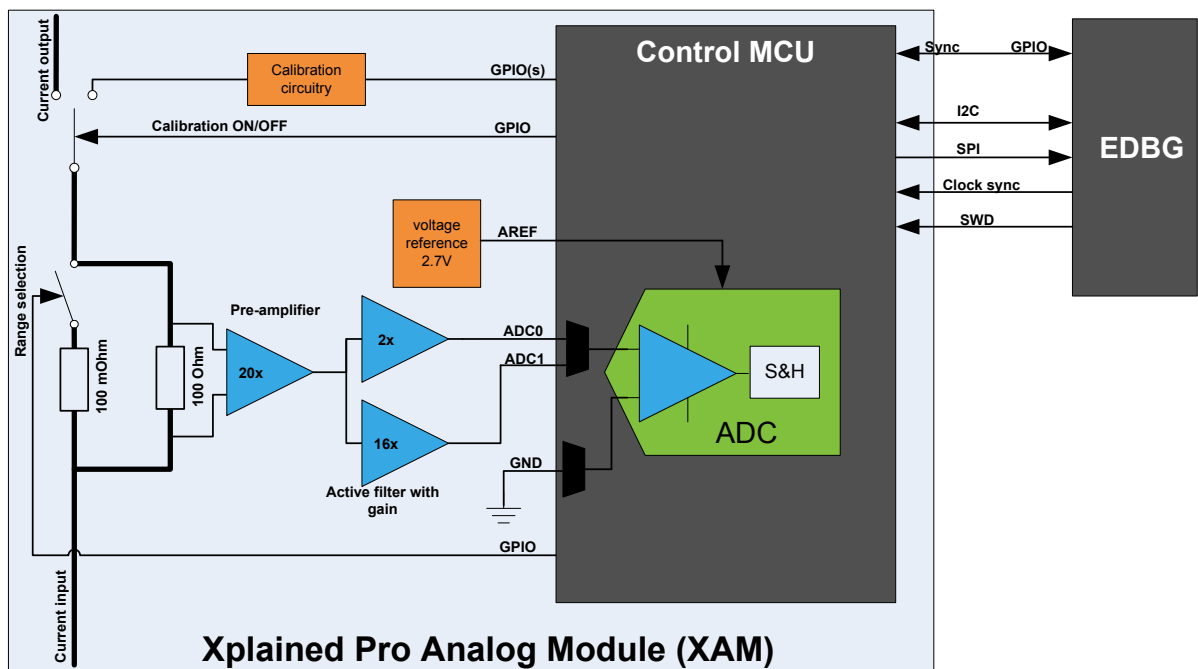 Current output
Calibration
circuitry
GPIO(s)
Control MCU
Sync
GPIO
Calibration ON/OFF
GPIO
I2C
SPI
EDBG
Clock sync
SWD
voltage
reference
2.7V
AREF
Range selection
Pre-amplifier
100 mOhm
100 Ohm
20x
2x
ADC0
ADC1
S&H
ADC
16x
GND
Active filter with
gain
GPIO
Current input
Xplained Pro Analog Module (XAM)